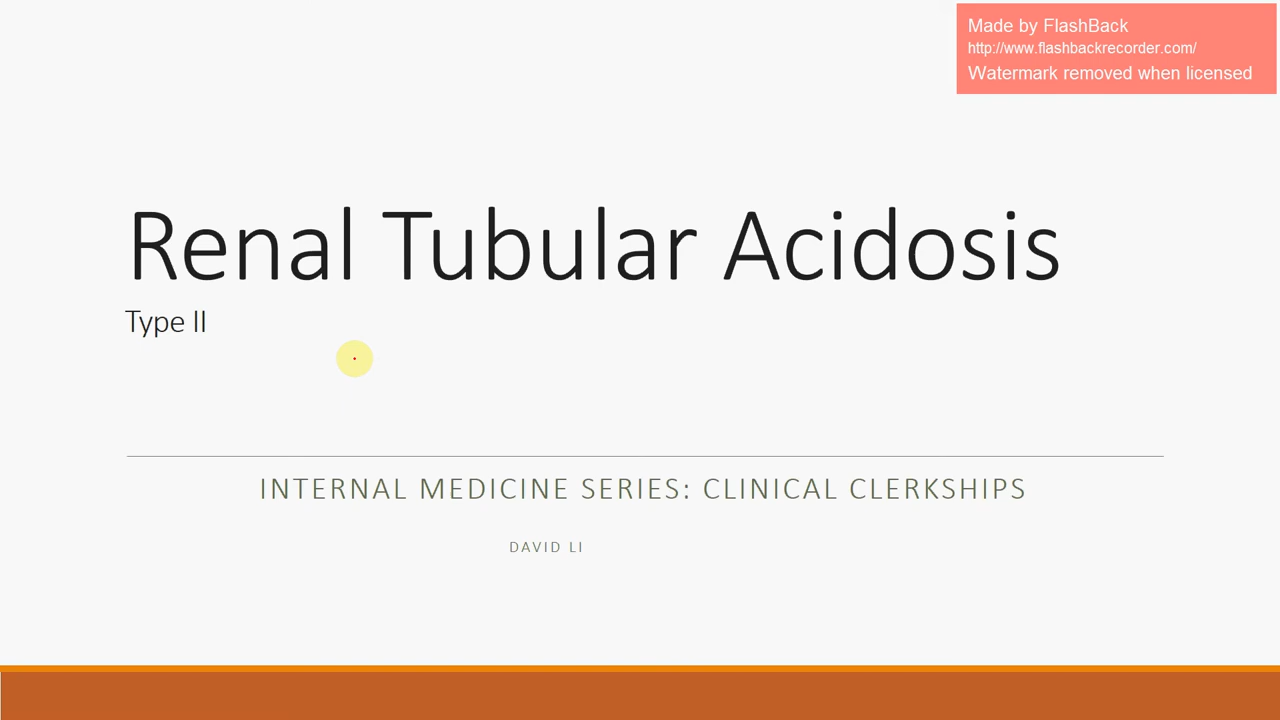 Made by FlashBack
http://www.flashbackrecorder.com/
Watermark removed when licensed
Renal Tubular Acidosis
Type II
INTERNAL MEDICINE SERIES: CLINICAL CLERKSHIPS
DAVID LI